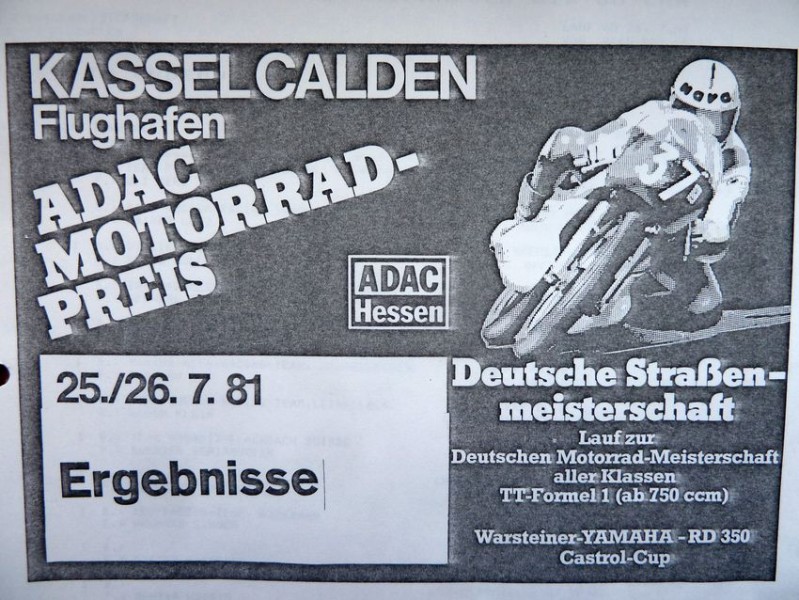 KASSEL CALDEN
Flughafen
ADAC
MOTORRAD-
PREIS
ADAC
Hessen
NAVA
37
25./26. 7. 81
Ergebnisse
Deutsche Straßen-
meisterschaft
Lauf zur
Deutschen Motorrad-Meisterschaft
aller Klassen
TT-Formel 1 (ab 750 ccm)
Warsteiner-YAMAHA-RD 350
Castrol-Cup